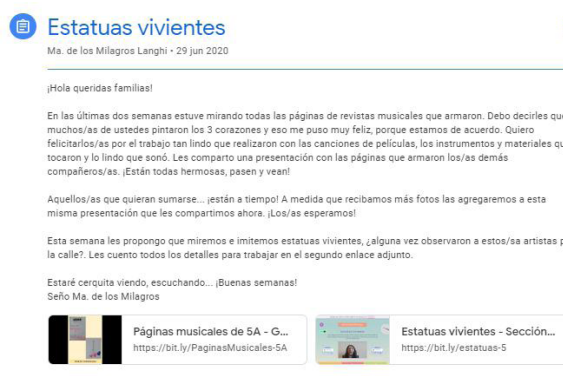 Estatuas vivientes
Ma. de los Milagros Langhi • 29 jun 2020
¡Hola queridas familias!
En las últimas dos semanas estuve mirando todas las páginas de revistas musicales que armaron. Debo decirles que
muchos/as de ustedes pintaron los 3 corazones y eso me puso muy feliz, porque estamos de acuerdo. Quiero
felicitarlos/as por el trabajo tan lindo que realizaron con las canciones de películas, los instrumentos y materiales
tocaron y lo lindo que sonó. Les comparto una presentación con las páginas que armaron los/as demás
compañeros/as. ¡Están todas hermosas, pasen y vean!
Aquellos/as que quieran sumarse... ¡están a tiempo! A medida que recibamos más fotos las agregaremos a esta
misma presentación que les compartimos ahora. ¡Los/as esperamos!
Esta semana les propongo que miremos e imitemos estatuas vivientes, ¿alguna vez observaron a estos/sa artistas
la calle?. Les cuento todos los detalles para trabajar en el segundo enlace adjunto.
Estaré cerquita viendo, escuchando... ¡Buenas semanas!
Seño Ma. de los Milagros
Páginas musicales de 5A - G...
https://bit.ly/PaginasMusicales-5A
Estatuas vivientes - Sección...
https://bit.ly/estatuas-5